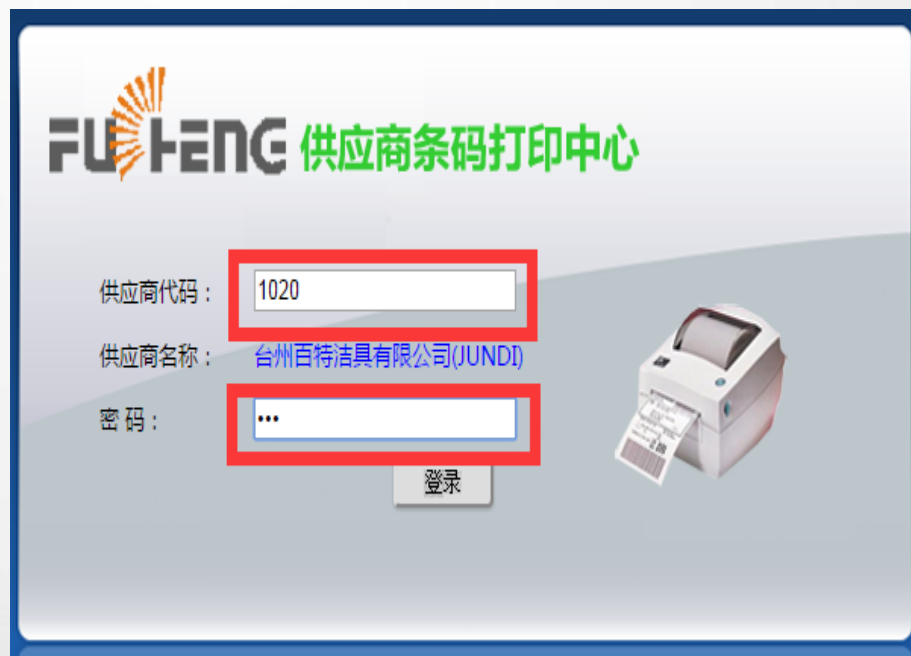 FUSHENG 供应商条码打印中心
供应商代码： 1020
供应商名称： 台州百特洁具有限公司(JUNDI)
密 码： •••
登录